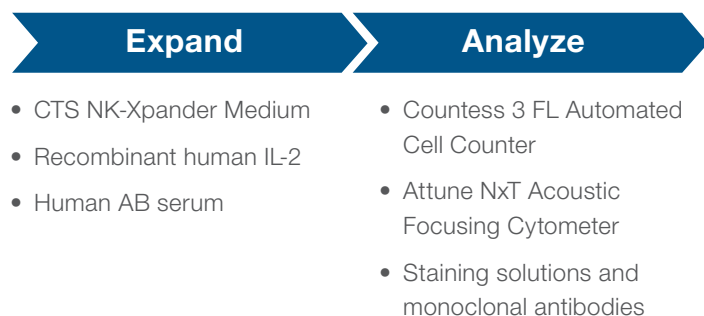 Expand
• CTS NK-Xpander Medium
• Recombinant human IL-2
• Human AB serum
Analyze
• Countess 3 FL Automated
Cell Counter
• Attune NxT Acoustic
Focusing Cytometer
• Staining solutions and
monoclonal antibodies